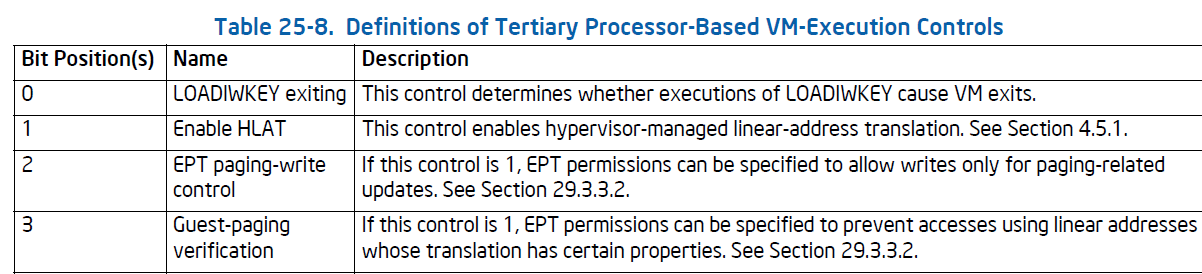 Table 25-8. Definitions of Tertiary Processor-Based VM-Execution Controls
Bit Position(s) Name Description
0 LOADIWKEY exiting This control determines whether executions of LOADIWKEY cause VM exits.
1 Enable HLAT This control enables hypervisor-managed linear-address translation. See Section 4.5.1.
2 EPT paging-write If this control is 1, EPT permissions can be specified to allow writes only for paging-related
control updates. See Section 29.3.3.2.
3 Guest-paging If this control is 1, EPT permissions can be specified to prevent accesses using linear addresses
verification whose translation has certain properties. See Section 29.3.3.2.